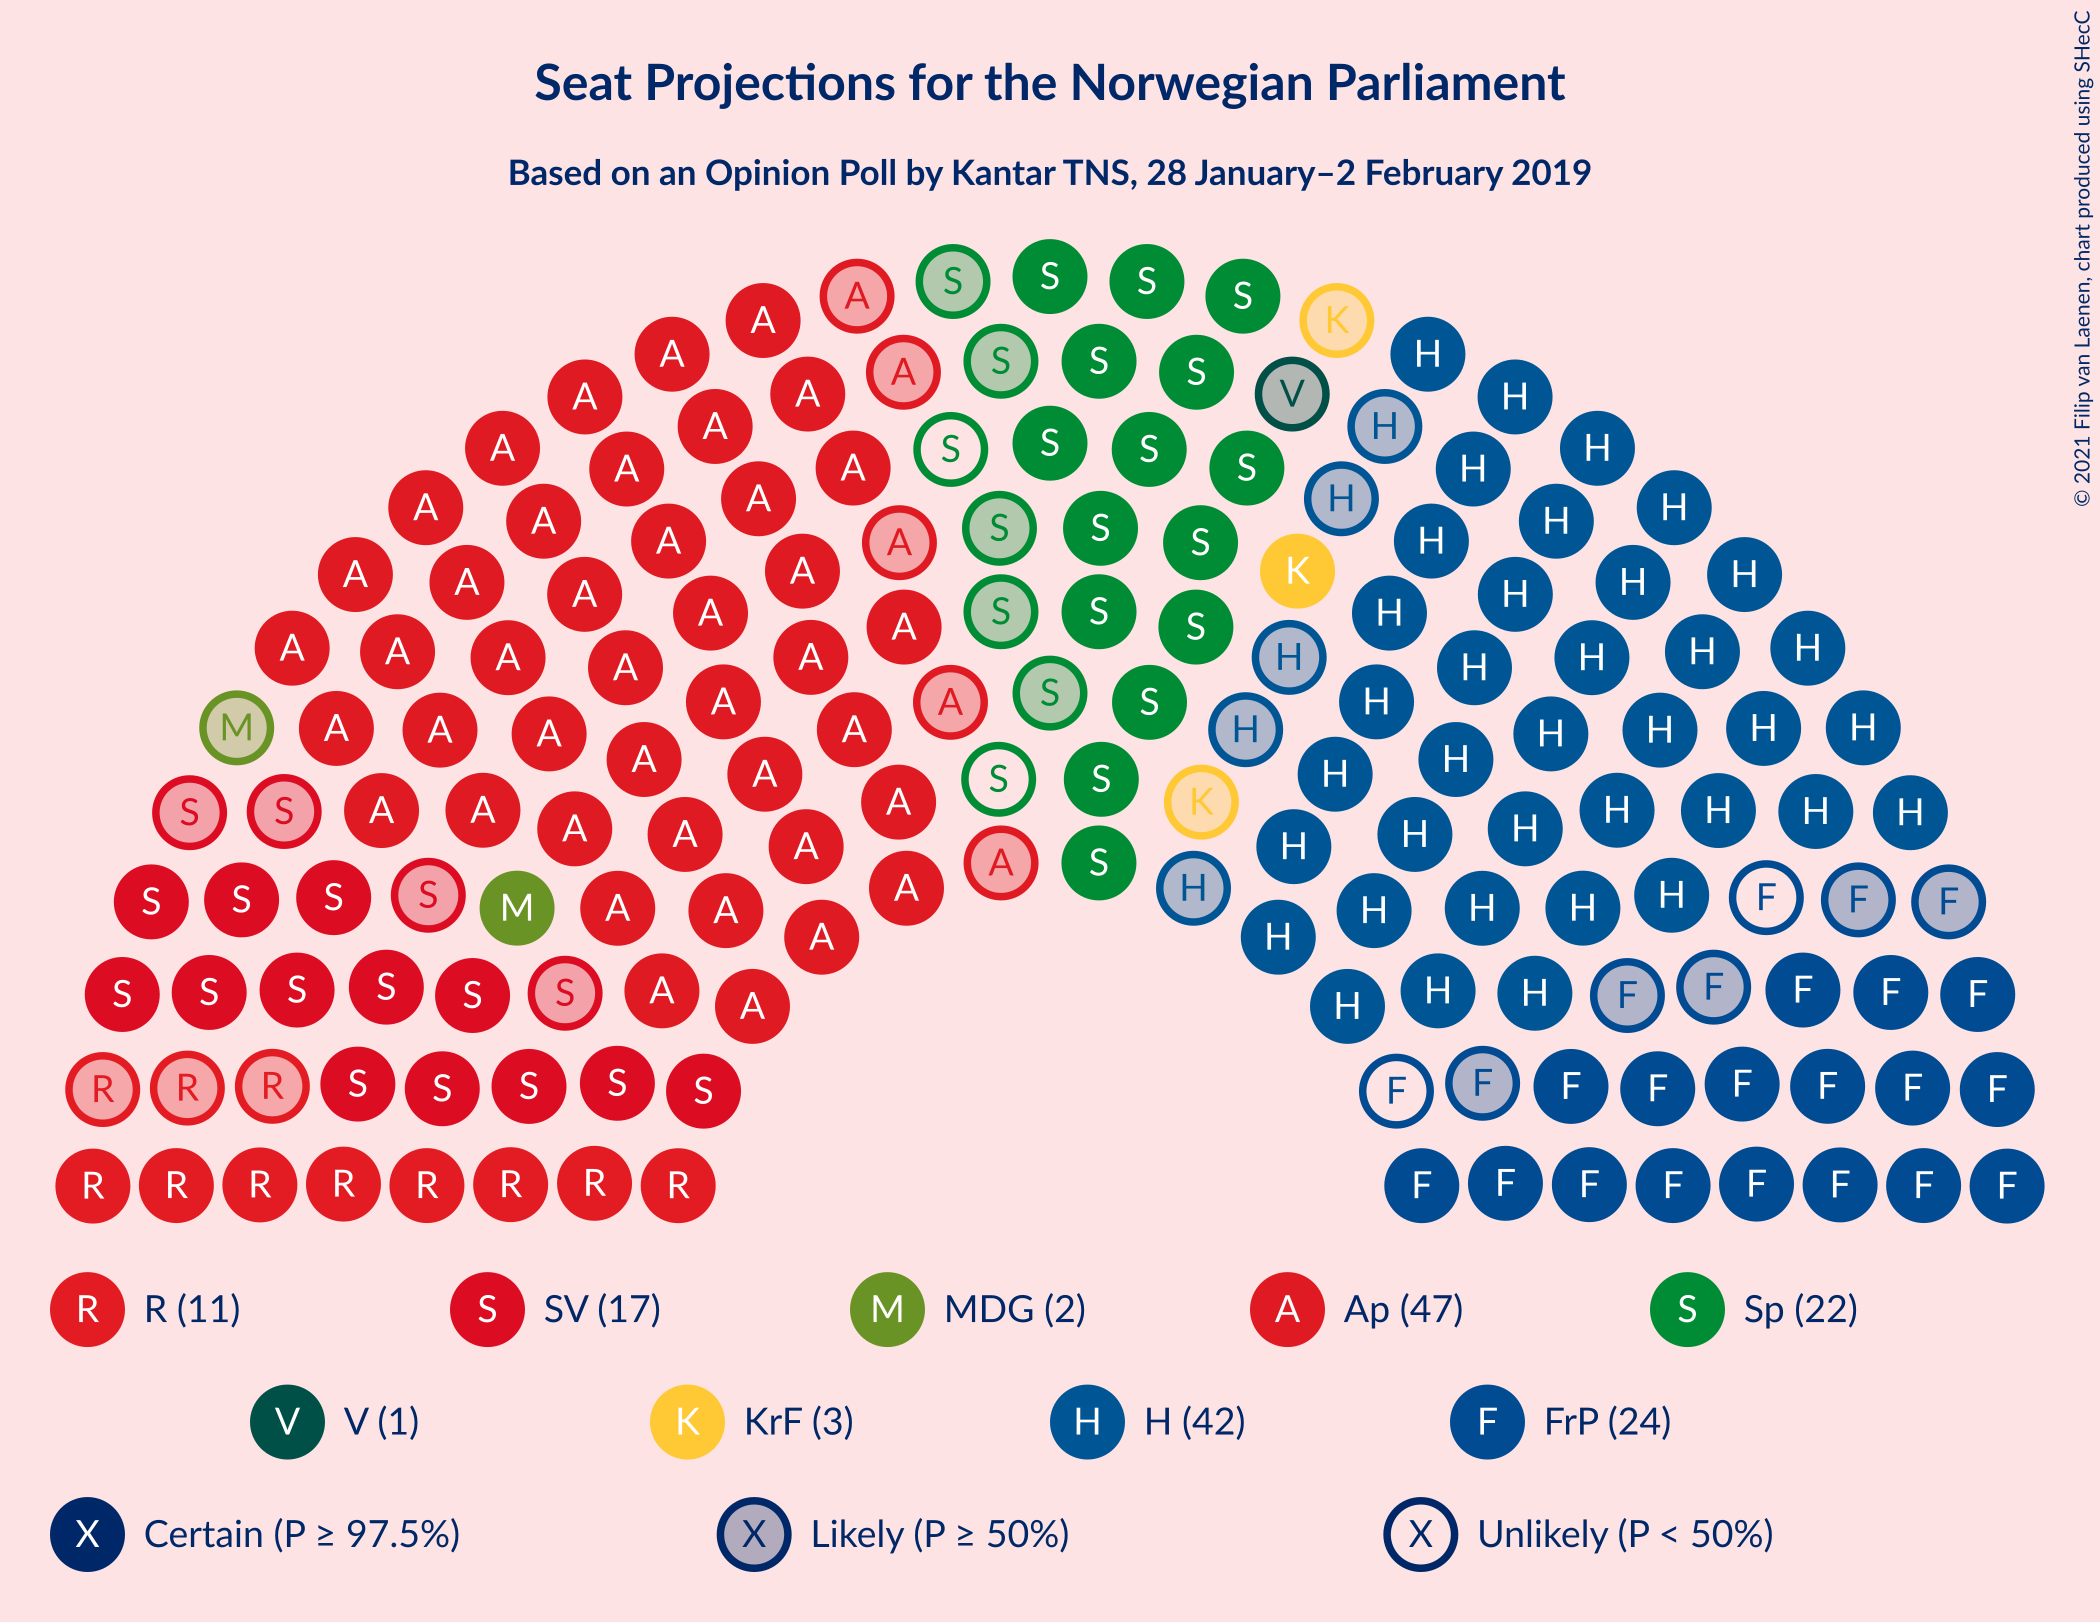 Seat Projections for the Norwegian Parliament
Based on an Opinion Poll by Kantar TNS, 28 January–2 February 2019
© 2021 Filip van Laenen, chart produced using SHecC
A S S S S K
A H
A A S S S V H
A A H H
A A S S S S H H
A A A H H H
A A A S S S K H H H
A A A A H H H H
A A A A S S S H H H H
M A A A A A A A S S H H H H H H H
A A H H
S S A A A A A A S S K H H H H H H H
S S S S M A A A A A S H H H H H H F F F
S S S S S S A A H H H F F F F F
R R R S S S S S F F F F F F F F
R R R R R R R R F F F F F F F F
R R (11) S SV (17) M MDG (2) A Ap (47) S Sp (22)
V V (1) K KrF (3) H H (42) F FrP (24)
X Certain (P ≥ 97.5%) X Likely (P ≥ 50%) X Unlikely (P < 50%)